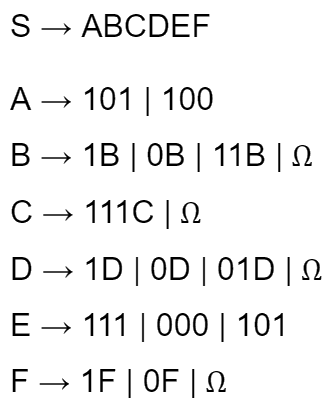 S → ABCDEF
A → 101 | 100
B → 1B | 0B | 11B | Ω
C → 111C | Ω
D → 1D | 0D | 01D | Ω
E → 111 | 000 | 101
F → 1F | 0F | Ω